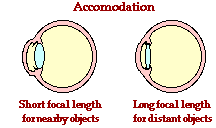 Accomodation
Short focal length
for nearby objects
Long focal length
for distant objects